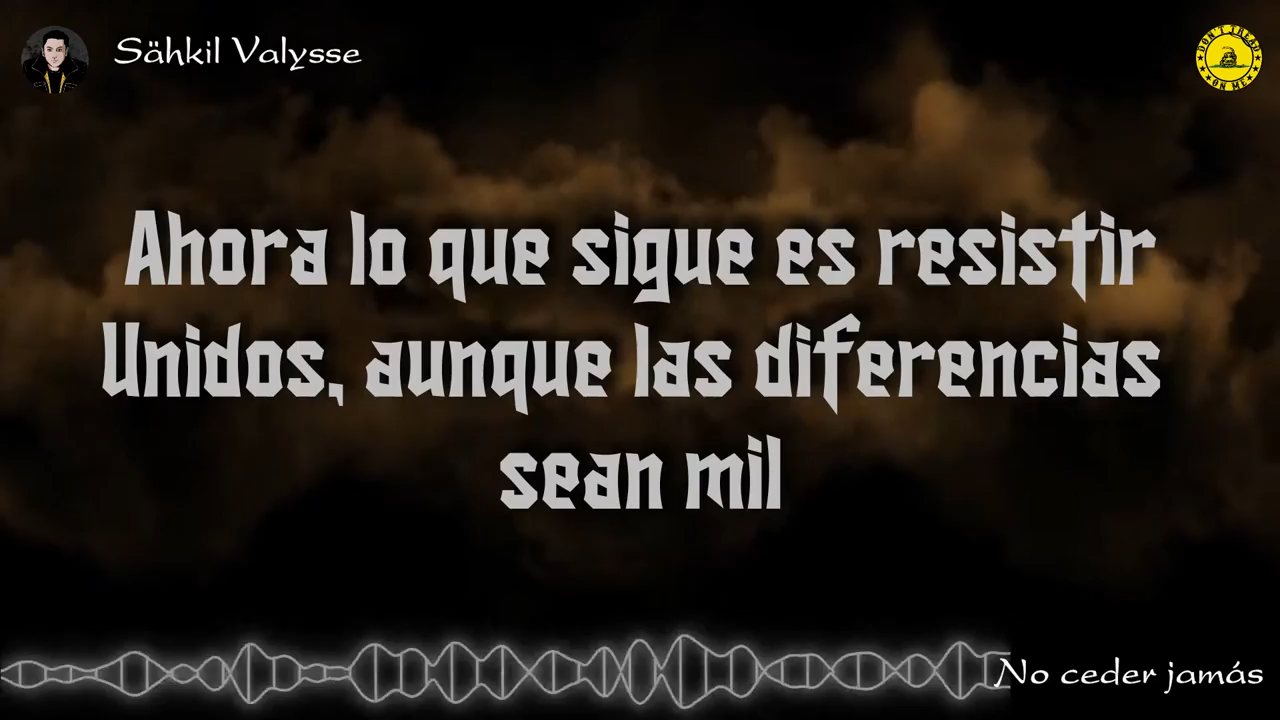 Sähkil Valysse
DON'T TREAD
ON ME
Ahora lo que sigue es resistir
Unidos, aunque las diferencias
sean mil
No ceder jamás